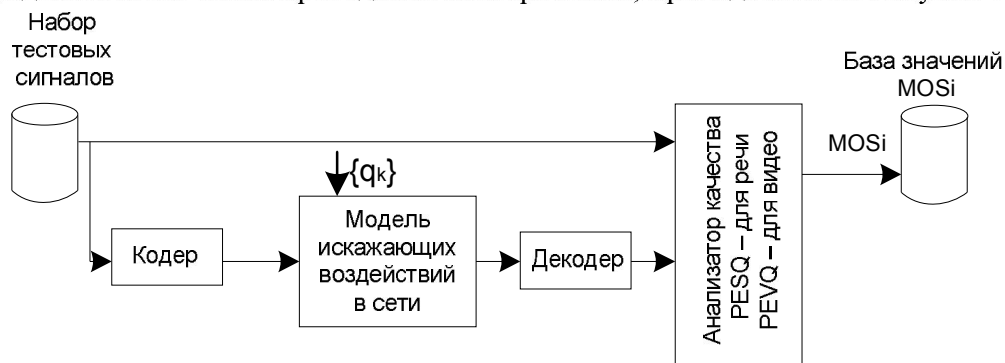 Набор
тестовых
сигналов
База значений
MOSi
Анализатор качества
PESQ – для речи
PEVQ – для видео
MOSi
{qk}
Модель
искажающих
воздействий
в сети
Кодер
Декодер